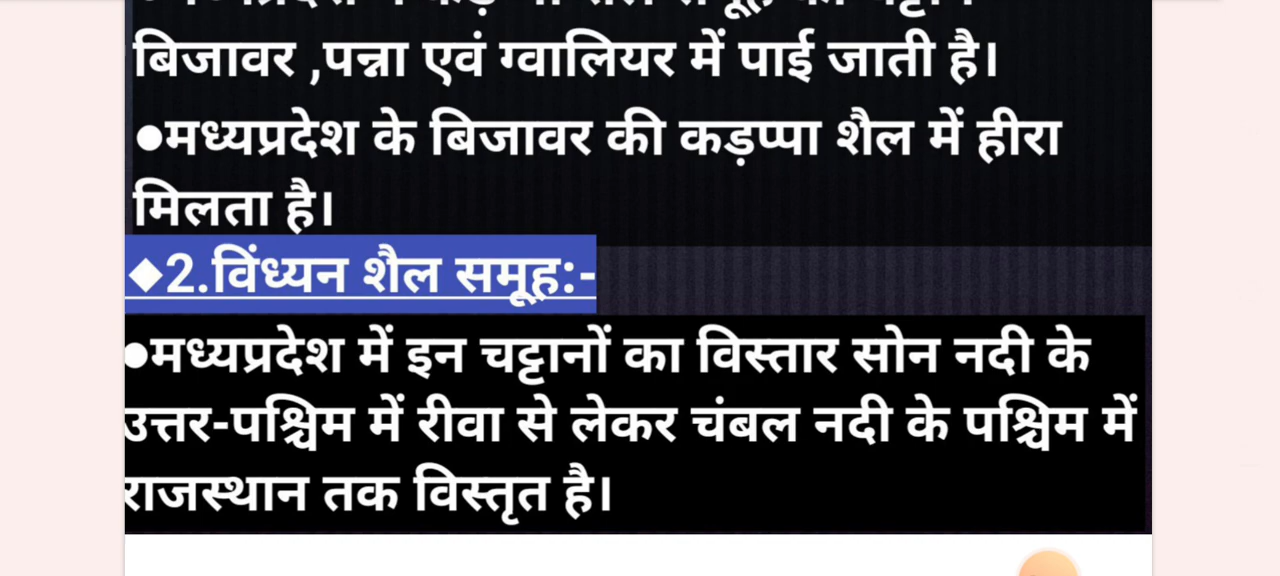 बिजावर ,पन्ना एवं ग्वालियर में पाई जाती है।
●मध्यप्रदेश के बिजावर की कड़प्पा शैल में हीरा
मिलता है।
◆2.विंध्यन शैल समूह:-
●मध्यप्रदेश में इन चट्टानों का विस्तार सोन नदी के
उत्तर-पश्चिम में रीवा से लेकर चंबल नदी के पश्चिम में
राजस्थान तक विस्तृत है।